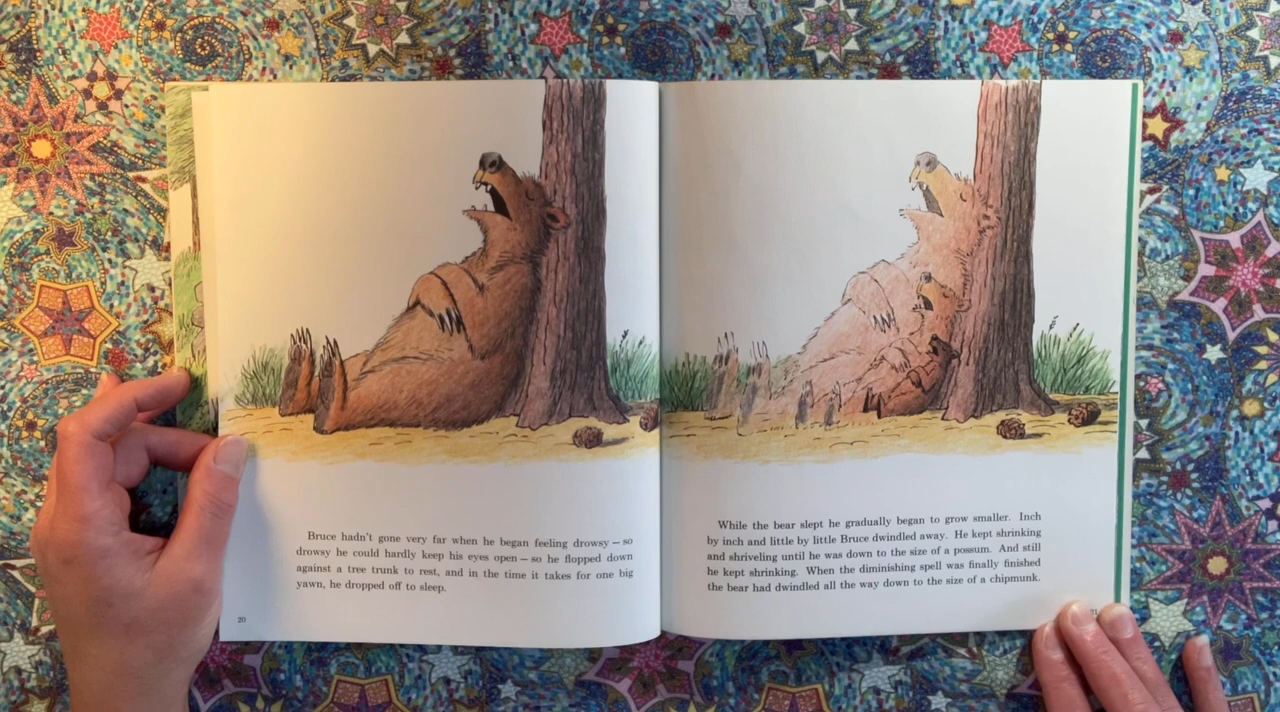 Bruce hadn't gone very far when he began feeling drowsy — so
drowsy he could hardly keep his eyes open — so he flopped down
against a tree trunk to rest, and in the time it takes for one big
yawn, he dropped off to sleep.
20
While the bear slept he gradually began to grow smaller. Inch
by inch and little by little Bruce dwindled away. He kept shrinking
and shriveling until he was down to the size of a possum. And still
he kept shrinking. When the diminishing spell was finally finished
the bear had dwindled all the way down to the size of a chipmunk.